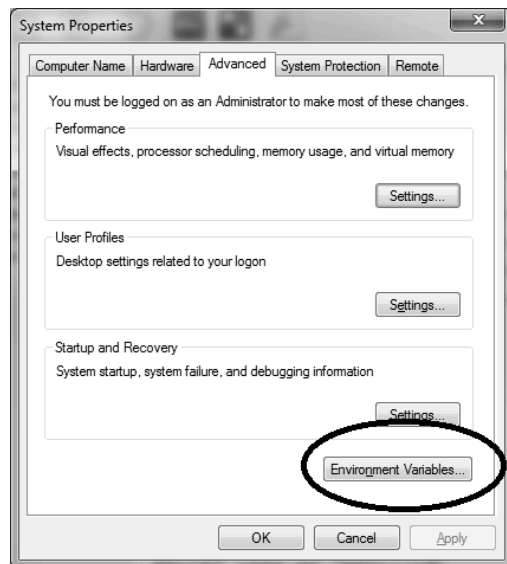 System Properties
Computer Name Hardware Advanced System Protection Remote
You must be logged on as an Administrator to make most of these changes.
Performance
Visual effects, processor scheduling, memory usage, and virtual memory
Settings...
User Profiles
Desktop settings related to your logon
Settings...
Startup and Recovery
System startup, system failure, and debugging information
Settings...
Environment Variables...
OK Cancel Apply